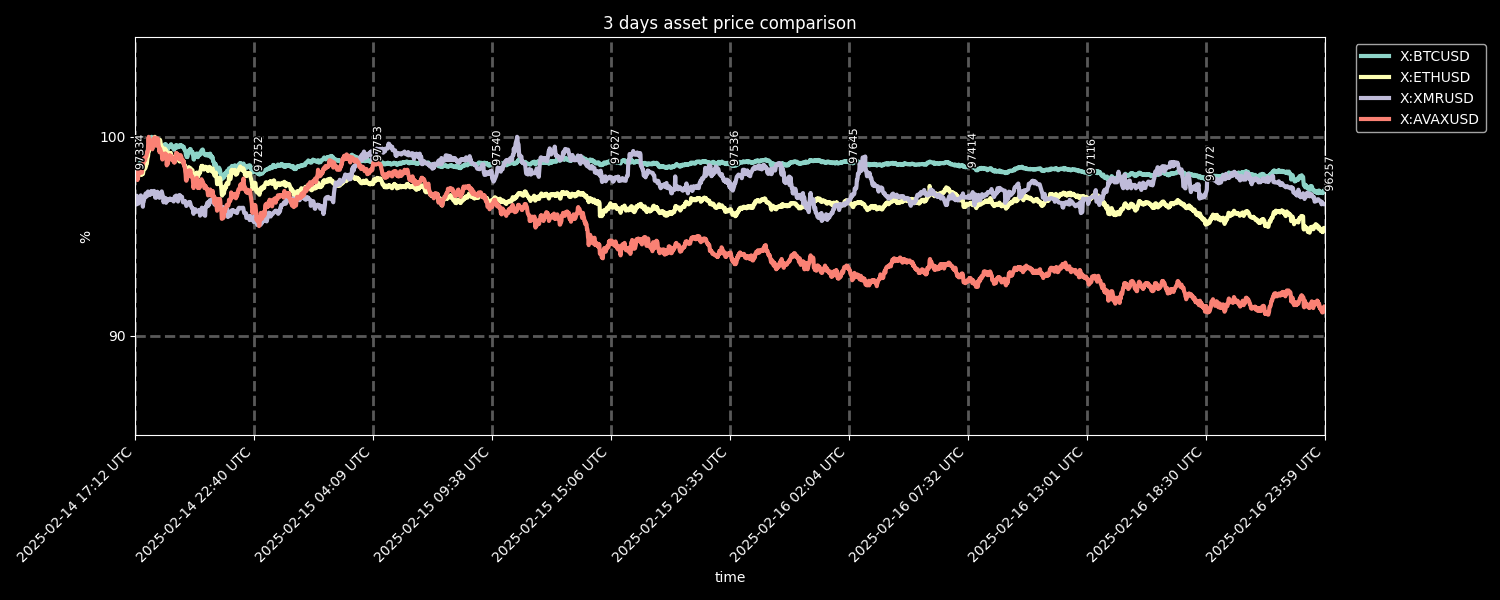 3 days asset price comparison
X:BTCUSD
X:ETHUSD
X:XMRUSD
X:AVAXUSD
100
90
%
97334
97252
97753
97540
97627
97536
97645
97414
97116
96772
96257
2025-02-14 17:12 UTC
2025-02-14 22:40 UTC
2025-02-15 04:09 UTC
2025-02-15 09:38 UTC
2025-02-15 15:06 UTC
2025-02-15 20:35 UTC
2025-02-16 02:04 UTC
2025-02-16 07:32 UTC
2025-02-16 13:01 UTC
2025-02-16 18:30 UTC
2025-02-16 23:59 UTC
time